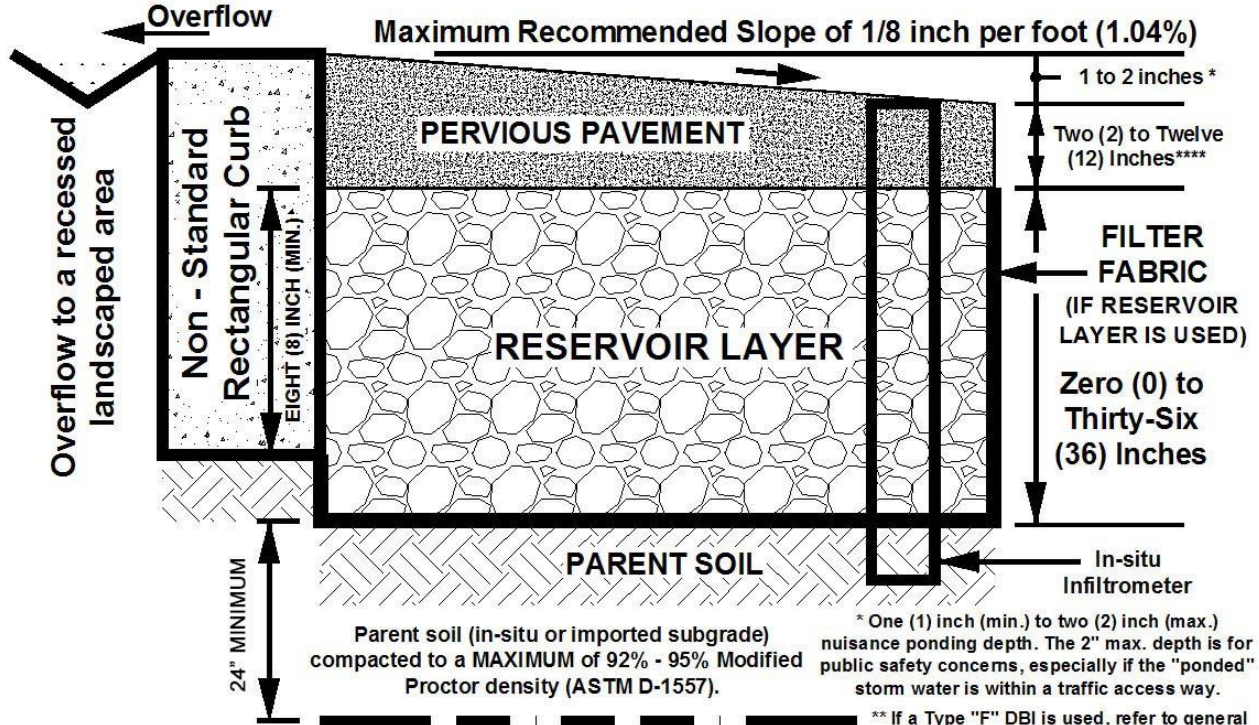 Overflow
Maximum Recommended Slope of 1/8 inch per foot (1.04%)
1 to 2 inches *
Overflow to a recessed
landscaped area
Non - Standard
Rectangular Curb
EIGHT (8) INCH (MIN.)
PERVIOUS PAVEMENT
Two (2) to Twelve
(12) Inches****
RESERVOIR LAYER
FILTER
FABRIC
(IF RESERVOIR
LAYER IS USED)
Zero (0) to
Thirty-Six
(36) Inches
24" MINIMUM
PARENT SOIL
In-situ
Infiltrometer
Parent soil (in-situ or imported subgrade)
compacted to a MAXIMUM of 92% - 95% Modified
Proctor density (ASTM D-1557).
* One (1) inch (min.) to two (2) inch (max.)
nuisance ponding depth. The 2" max. depth is for
public safety concerns, especially if the "ponded"
storm water is within a traffic access way.
** If a Type "F" DBI is used, refer to general